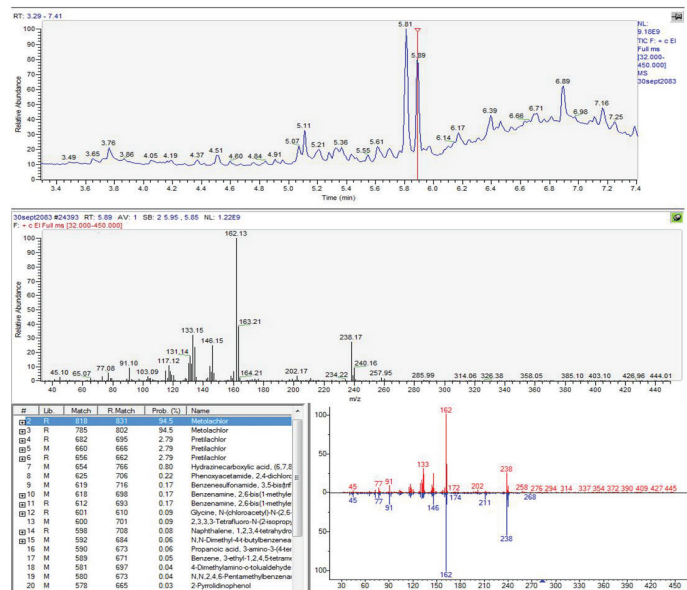 RT: 3.29 - 7.41
NL:
9.18E9
TIC F: + c EI
Full ms
[32.000-
450.000]
MS
30sept2083
Relative Abundance
100
90
80
70
60
50
40
30
20
10
0
3.49 3.65 3.76 3.86 4.05 4.19 4.37 4.51 4.60 4.84 4.91 5.07 5.11 5.21 5.36 5.55 5.61 5.81 5.89 6.14 6.17 6.39 6.66 6.71 6.89 6.98 7.16 7.25
3.4 3.6 3.8 4.0 4.2 4.4 4.6 4.8 5.0 5.2 5.4 5.6 5.8 6.0 6.2 6.4 6.6 6.8 7.0 7.2 7.4
Time (min)
30sept2083 #24393 RT: 5.89 AV: 1 SB: 2 5.95 , 5.85 NL: 1.22E9
F: + c EI Full ms [32.000-450.000]
Relative Abundance
100
90
80
70
60
50
40
30
20
10
0
45.10 65.07 77.08 91.10 103.09 117.12 131.14 133.15 146.15 162.13 163.21 164.21 202.17 234.22 238.17 240.16 257.95 285.99 314.06 326.38 358.05 385.10 403.10 426.96 444.01
40 60 80 100 120 140 160 180 200 220 240 260 280 300 320 340 360 380 400 420 440
m/z
# Lib. Match R.Match Prob. (%) Name
2 R 818 831 94.5 Metolachlor
3 R 785 802 94.5 Metolachlor
4 R 682 695 2.79 Pretilachlor
5 M 660 666 2.79 Pretilachlor
6 R 656 662 2.79 Pretilachlor
7 M 654 766 0.80 Hydrazinecarboxylic acid, (6,7,8
8 M 625 706 0.22 Phenoxyacetamide, 2,4-dichloro
9 M 619 716 0.17 Benzenesulfonamide, 3,5-bis(trif
10 M 618 698 0.17 Benzenamine, 2,6-bis(1-methyle
11 R 612 693 0.17 Benzenamine, 2,6-bis(1-methyle
12 R 601 610 0.09 Glycine, N-(chloroacetyl)-N-(2,6-
13 M 600 701 0.09 2,3,3,3-Tetrafluoro-N-(2-isopropy
14 R 598 708 0.08 Naphthalene, 1,2,3,4-tetrahydro
15 M 592 684 0.06 N,N-Dimethyl-4-t-butylbenzenea
16 M 590 673 0.06 Propanoic acid, 3-amino-3-(4-ter
17 M 589 671 0.05 Benzene, 3-ethyl-1,2,4,5-tetrame
18 M 581 697 0.04 4-Dimethylamino-o-tolualdehyde
19 M 580 673 0.04 N,N,2,4,6-Pentamethylbenzenai
20 M 578 665 0.03 2-Pyrrolidinophenol
100
50
0
50
100
162
133
238
45 77 91 172 202 258 276 294 314 337 354 372 390 409 427 445
45 77 91 146 174 211 268
238
162
30 60 90 120 150 180 210 240 270 300 330 360 390 420 450